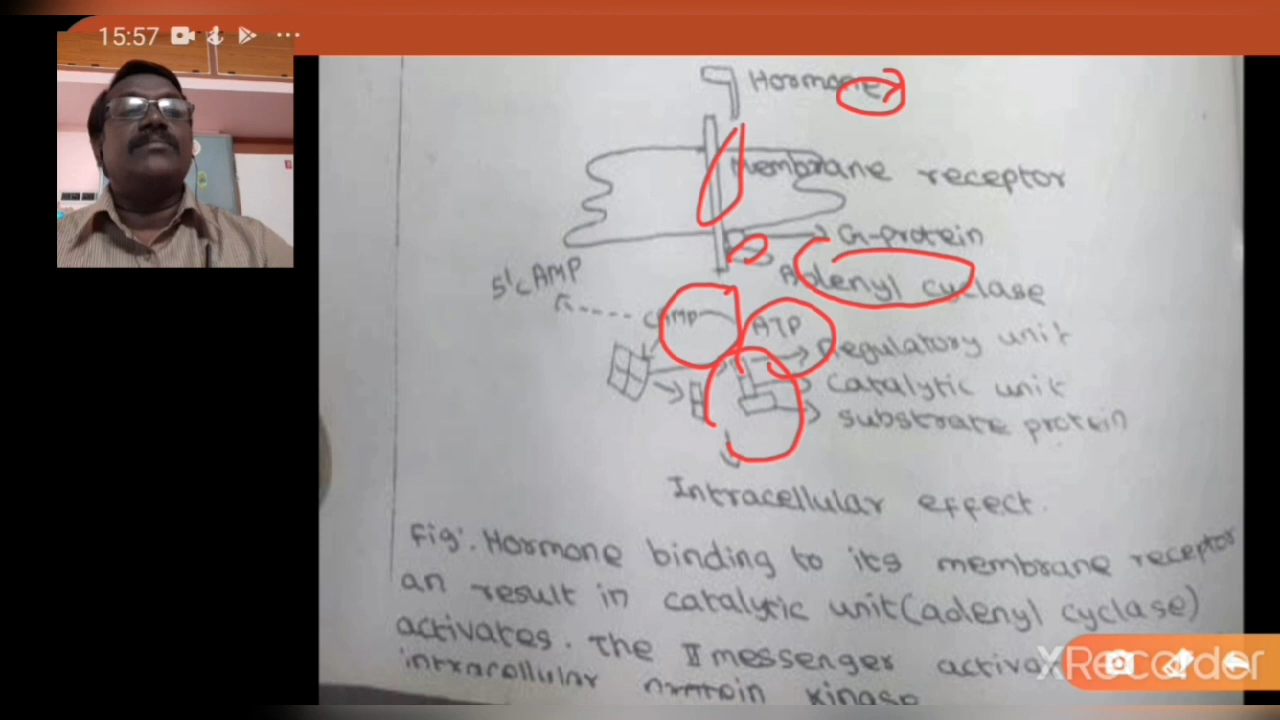 15:57
Hormone
Membrane receptor
G-protein
Adenyl cyclase
5'cAMP
cAMP
ATP
Regulatory unit
catalytic unit
substrate protein
Intracellular effect.
Fig:. Hormone binding to its membrane receptor
an result in catalytic unit (adenyl cyclase)
activates. The II messenger
intracellular protein kinase
XRecorder